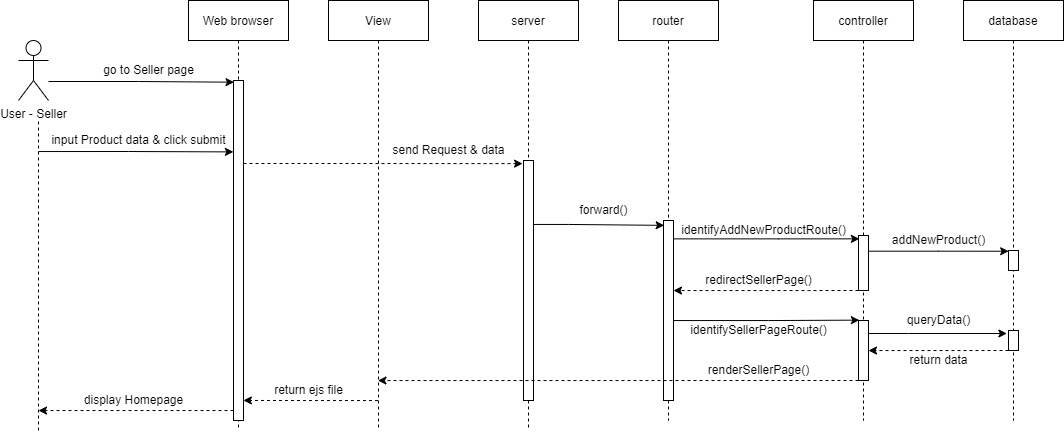 Web browser
View
server
router
controller
database
go to Seller page
User - Seller
input Product data & click submit
send Request & data
forward()
identifyAddNewProductRoute()
addNewProduct()
redirectSellerPage()
queryData()
identifySellerPageRoute()
return data
renderSellerPage()
return ejs file
display Homepage